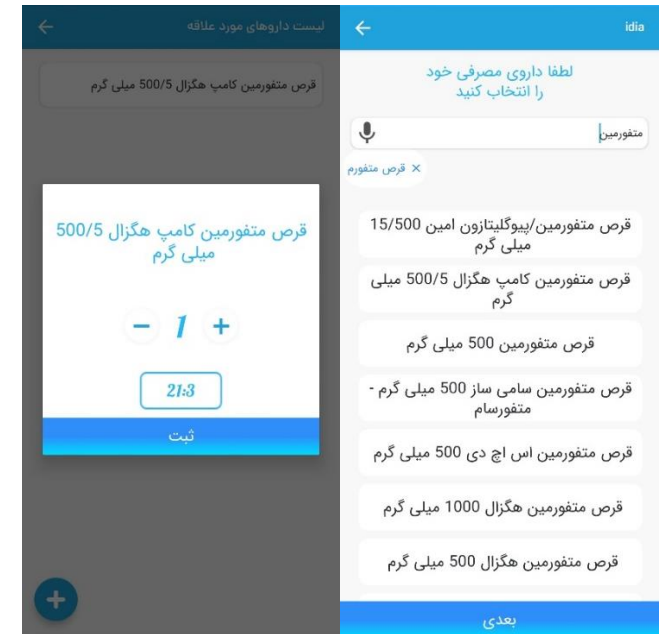 idia
لطفا داروی مصرفی خود
را انتخاب کنید
متفورمین
× قرص متفورم
قرص متفورمین/پیوگلیتازون امین 15/500
میلی گرم
قرص متفورمین کامپ هگزال 500/5 میلی
گرم
قرص متفورمین 500 میلی گرم
قرص متفورمین سامی ساز 500 میلی گرم -
متفورسام
قرص متفورمین اس اچ دی 500 میلی گرم
قرص متفورمین هگزال 1000 میلی گرم
قرص متفورمین هگزال 500 میلی گرم
بعدی
لیست داروهای مورد علاقه
قرص متفورمین کامپ هگزال 500/5 میلی گرم
قرص متفورمین کامپ هگزال 500/5
میلی گرم
− 1 +
21:3
ثبت